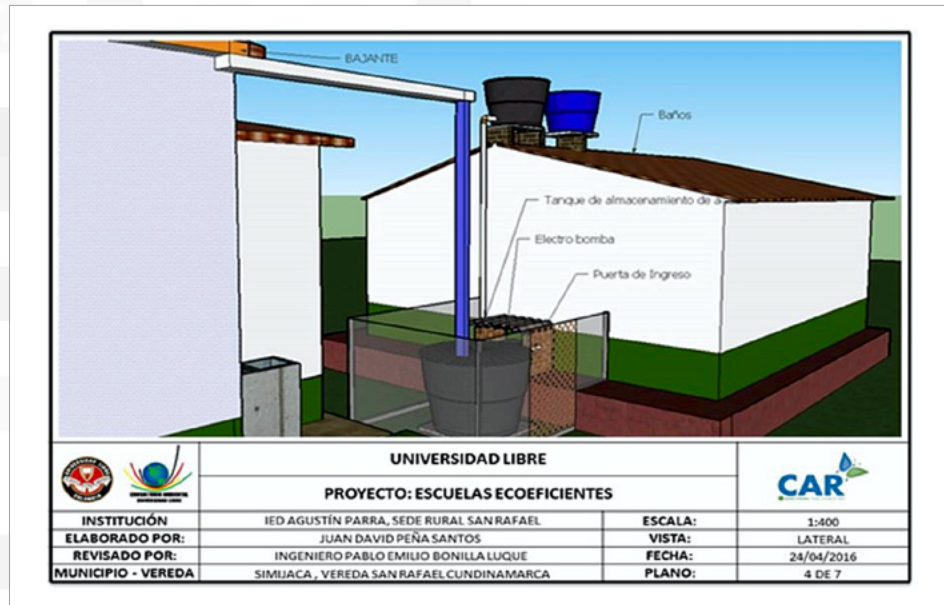 BAJANTE
Baños
Tanque de almacenamiento de a
Electro bomba
Puerta de Ingreso
UNIVERSIDAD LIBRE
PROYECTO: ESCUELAS ECOEFICIENTES
CAR
INSTITUCIÓN IED AGUSTÍN PARRA, SEDE RURAL SAN RAFAEL ESCALA: 1:400
ELABORADO POR: JUAN DAVID PEÑA SANTOS VISTA: LATERAL
REVISADO POR: INGENIERO PABLO EMILIO BONILLA LUQUE FECHA: 24/04/2016
MUNICIPIO - VEREDA SIMIJACA , VEREDA SAN RAFAEL CUNDINAMARCA PLANO: 4 DE 7